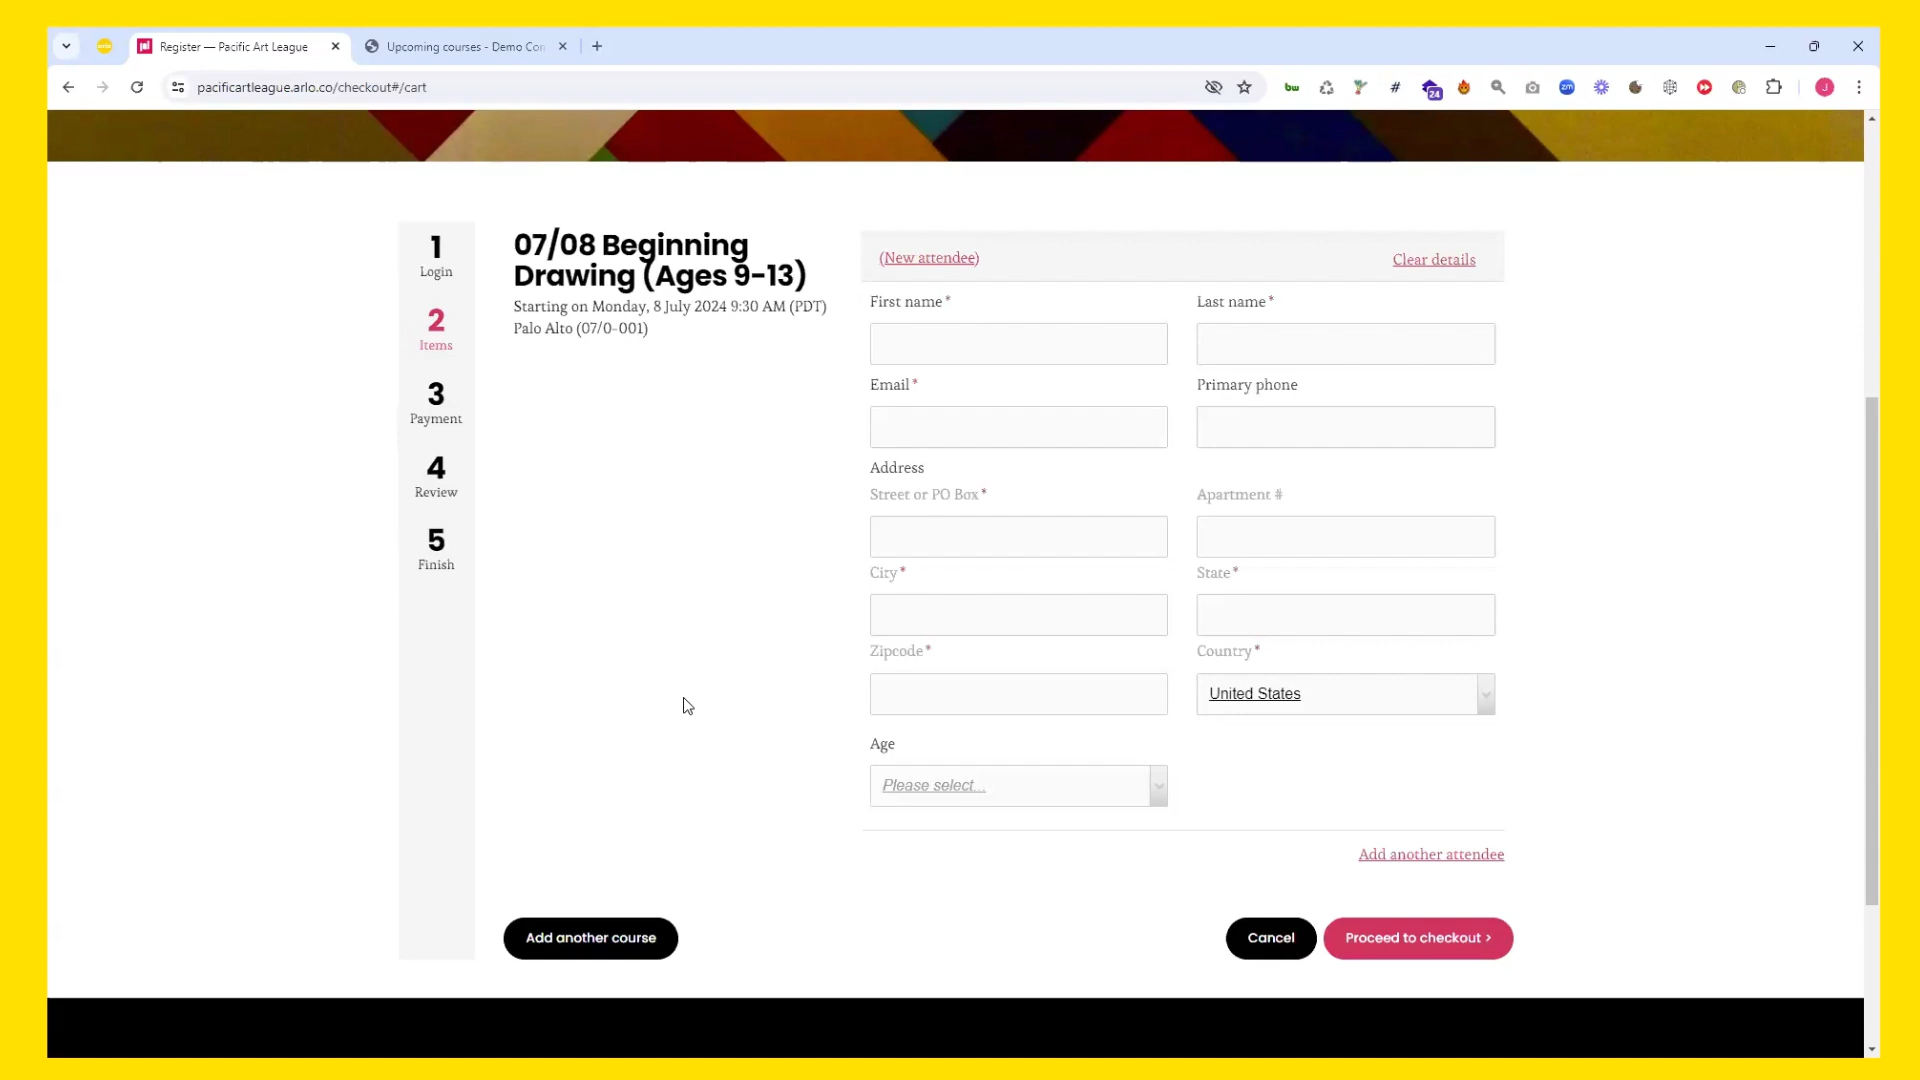 Register — Pacific Art League
Upcoming courses - Demo Con
pacificartleague.arlo.co/checkout#/cart
bw
#
24
zm
J
1
Login
2
Items
3
Payment
4
Review
5
Finish
07/08 Beginning
Drawing (Ages 9-13)
Starting on Monday, 8 July 2024 9:30 AM (PDT)
Palo Alto (07/0-001)
(New attendee)
Clear details
First name*
Last name*
Email*
Primary phone
Address
Street or PO Box*
Apartment #
City*
State*
Zipcode*
Country*
United States
Age
Please select...
Add another attendee
Add another course
Cancel
Proceed to checkout >